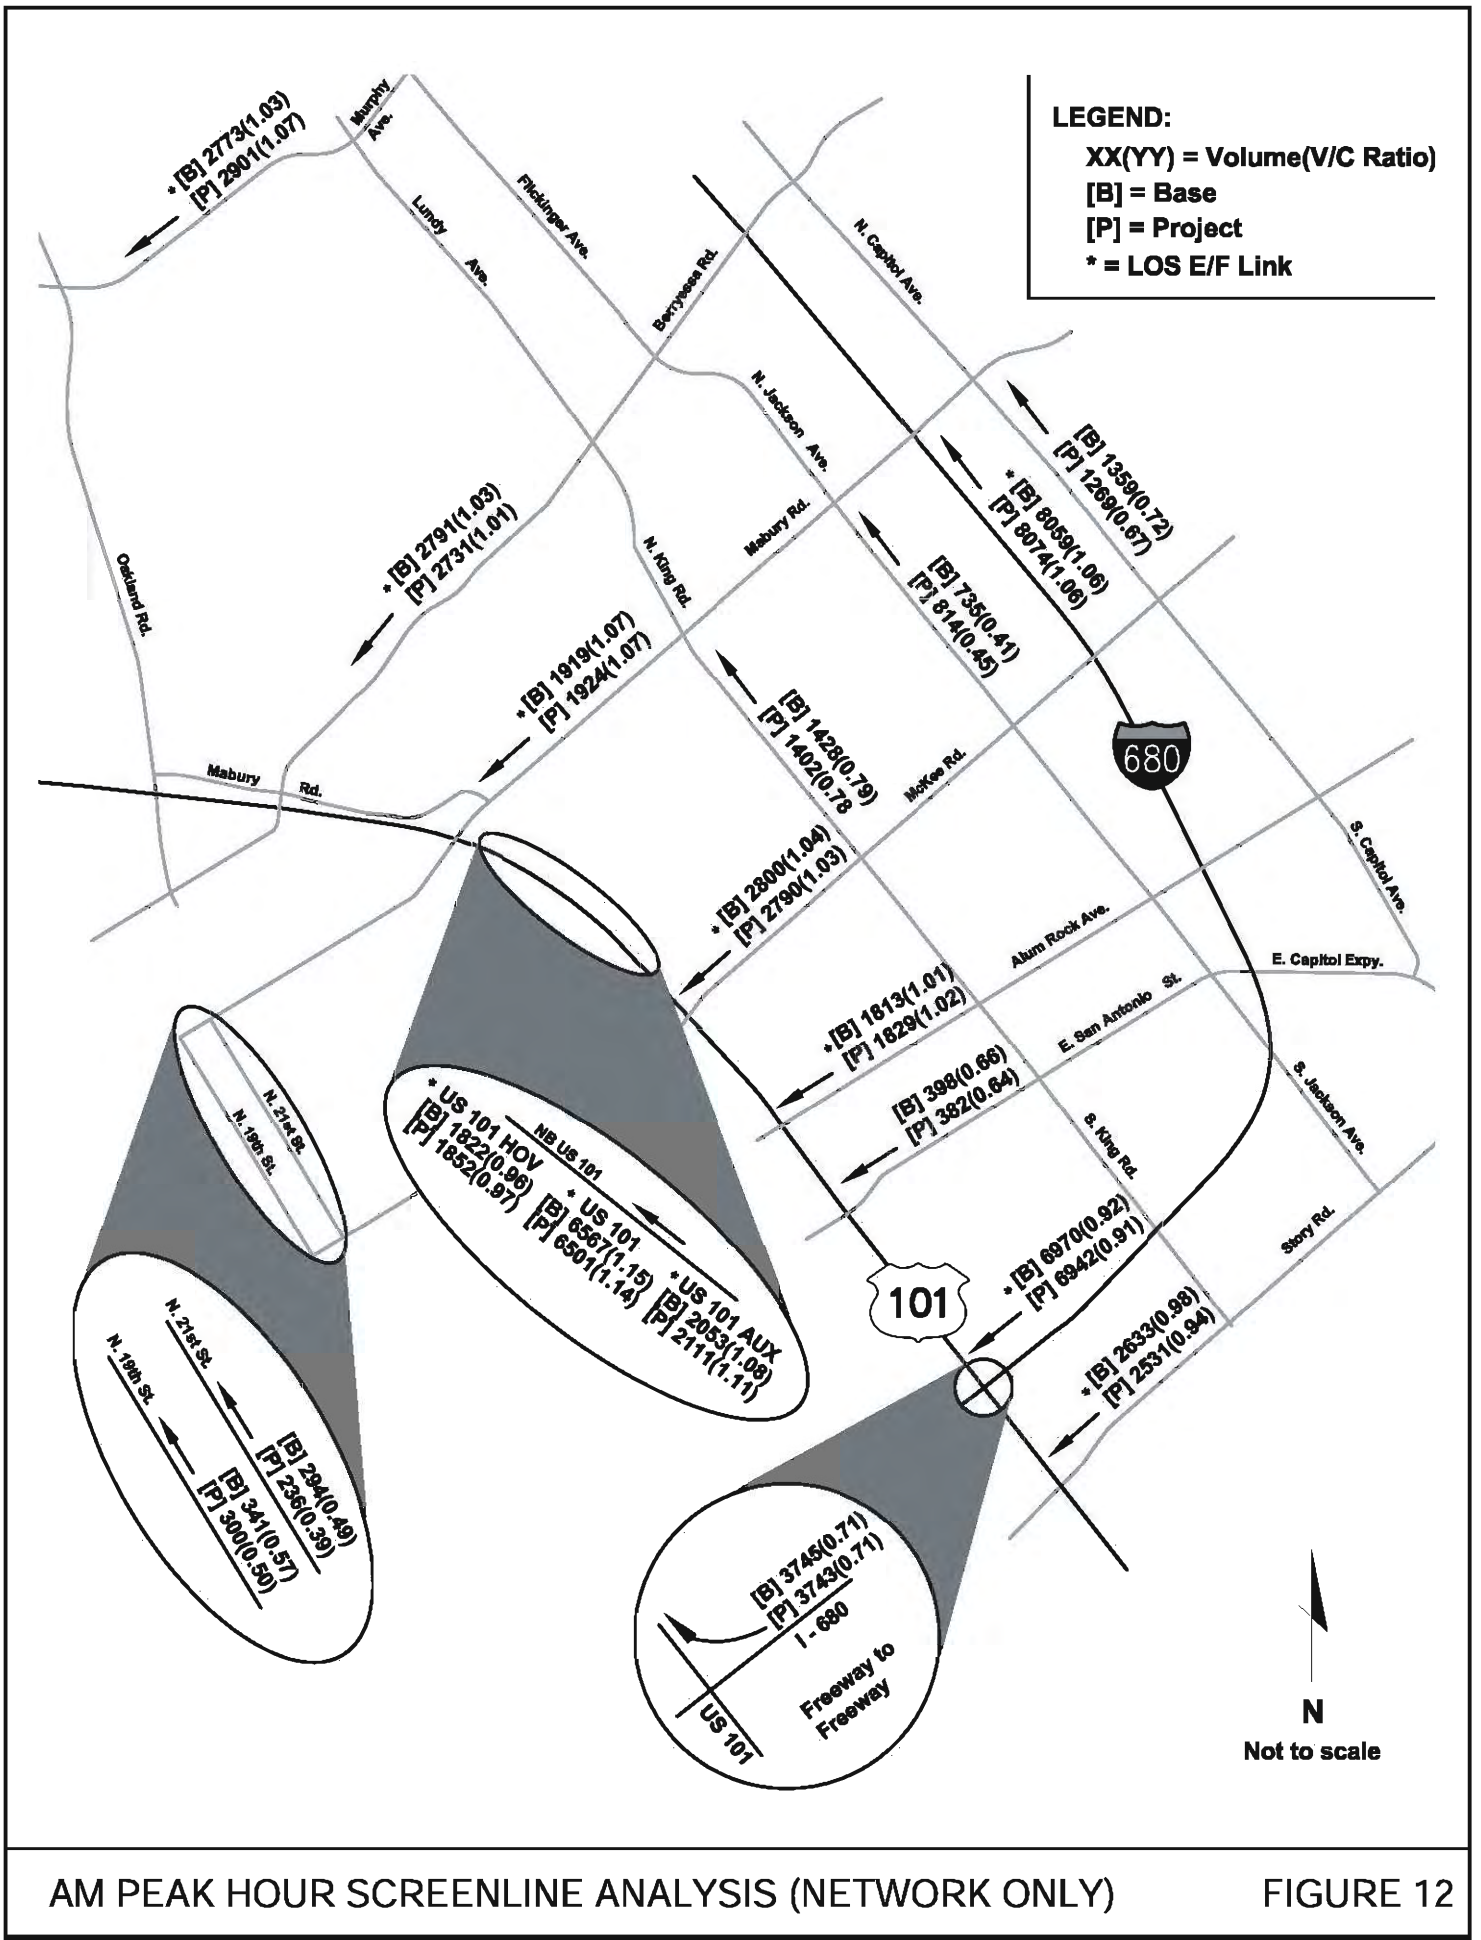 LEGEND:
XX(YY) = Volume(V/C Ratio)
[B] = Base
[P] = Project
* = LOS E/F Link
Murphy
Ave.
* [B] 2773(1.03)
[P] 2901(1.07)
Lundy Ave.
Flickinger Ave.
Berryessa Rd.
N. Capitol Ave.
N. Jackson Ave.
[B] 1359(0.72)
[P] 1269(0.67)
* [B] 8059(1.06)
[P] 8074(1.06)
* [B] 2791(1.03)
[P] 2731(1.01)
Mabury Rd.
N. King Rd.
Oakland Rd.
[B] 735(0.41)
[P] 814(0.45)
* [B] 1919(1.07)
[P] 1924(1.07)
[B] 1428(0.79)
[P] 1402(0.78
680
McKee Rd.
Mabury Rd.
* [B] 2800(1.04)
[P] 2790(1.03)
S. Capitol Ave.
Alum Rock Ave.
E. Capitol Expy.
* [B] 1813(1.01)
[P] 1829(1.02)
E. San Antonio St.
[B] 398(0.66)
[P] 382(0.64)
N. 21st St.
N. 19th St.
* US 101 HOV
[B] 1822(0.96)
[P] 1852(0.97)
NB US 101
* US 101
[B] 6567(1.15)
[P] 6501(1.14)
* US 101 AUX
[B] 2053(1.08)
[P] 2111(1.11)
S. King Rd.
S. Jackson Ave.
Story Rd.
* [B] 6970(0.92)
[P] 6942(0.91)
101
* [B] 2633(0.98)
[P] 2531(0.94)
N. 21st St.
N. 19th St.
[B] 294(0.49)
[P] 236(0.39)
[B] 341(0.57)
[P] 300(0.50)
[B] 3745(0.71)
[P] 3743(0.71)
I - 680
Freeway to
Freeway
US 101
N
Not to scale
AM PEAK HOUR SCREENLINE ANALYSIS (NETWORK ONLY)
FIGURE 12